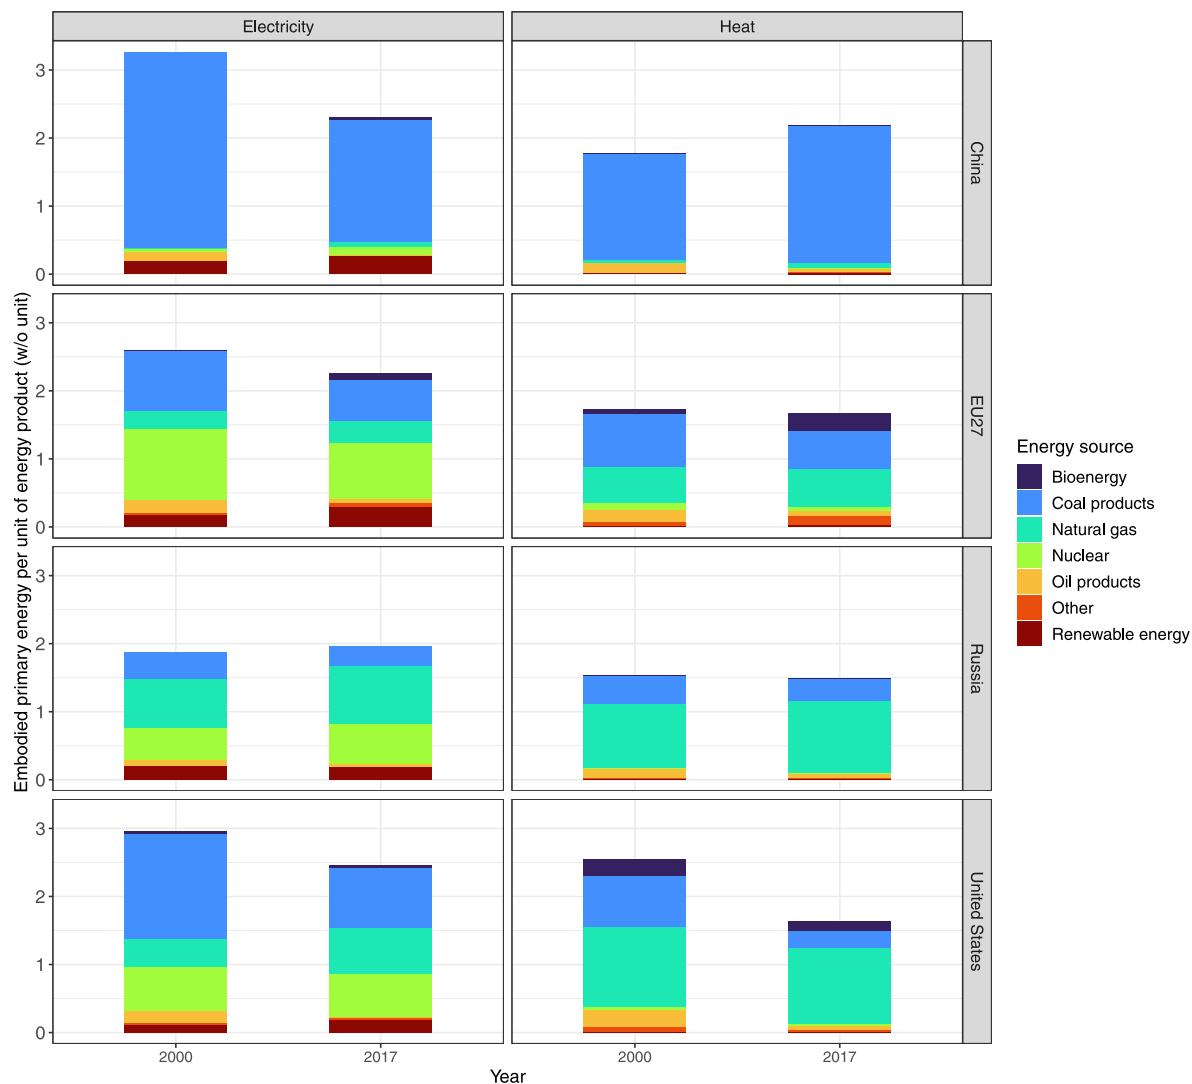 Electricity
Heat
Embodied primary energy per unit of energy product (w/o unit)
3
2
1
0
China
3
2
1
0
EU27
3
2
1
0
Russia
3
2
1
0
United States
2000
2017
2000
2017
Year
Energy source
Bioenergy
Coal products
Natural gas
Nuclear
Oil products
Other
Renewable energy